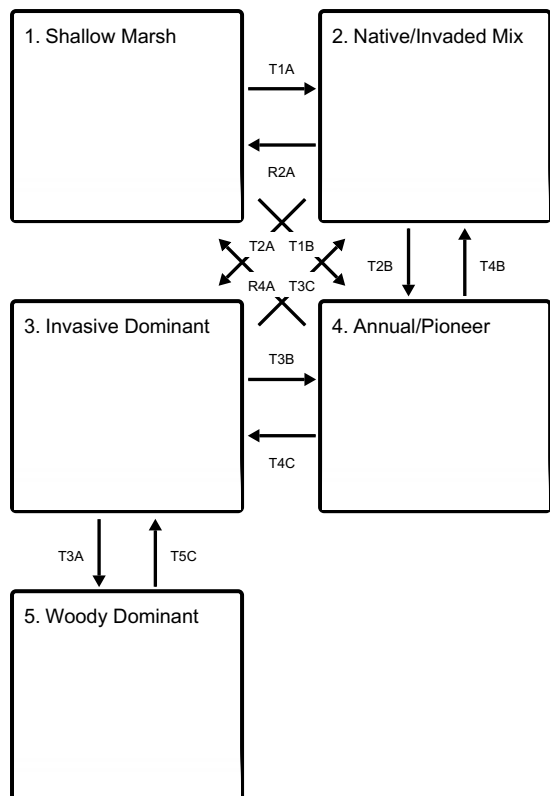 1. Shallow Marsh
2. Native/Invaded Mix
T1A
R2A
T2A T1B
R4A T3C
T2B
T4B
3. Invasive Dominant
4. Annual/Pioneer
T3B
T4C
T3A
T5C
5. Woody Dominant